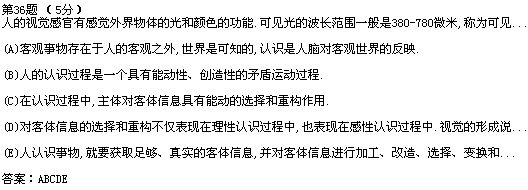 第36题 （5分）
人的视觉感官有感觉外界物体的光和颜色的功能.可见光的波长范围一般是380-780微米,称为可见...
(A)客观事物存在于人的客观之外,世界是可知的,认识是人脑对客观世界的反映.
(B)人的认识过程是一个具有能动性、创造性的矛盾运动过程.
(C)在认识过程中,主体对客体信息具有能动的选择和重构作用.
(D)对客体信息的选择和重构不仅表现在理性认识过程中,也表现在感性认识过程中.视觉的形成说...
(E)人认识事物,就要获取足够、真实的客体信息,并对客体信息进行加工、改造、选择、变换和...
答案：ABCDE